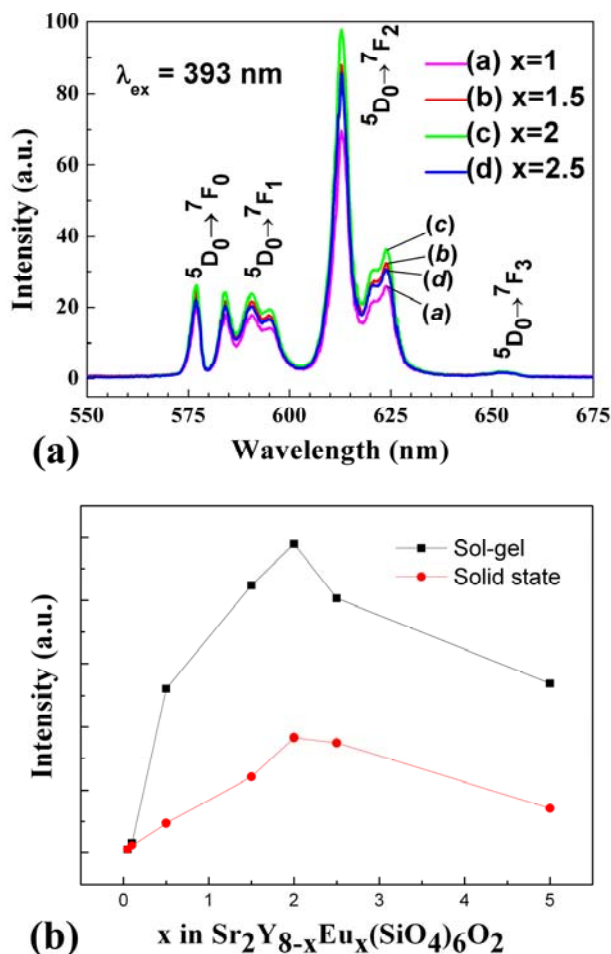 100
80
60
40
20
0
Intensity (a.u.)
λex = 393 nm
⁵D₀→⁷F₀
⁵D₀→⁷F₁
⁵D₀→⁷F₂
⁵D₀→⁷F₃
(a) x=1
(b) x=1.5
(c) x=2
(d) x=2.5
(c)
(b)
(d)
(a)
550 575 600 625 650 675
Wavelength (nm)
(a)
Intensity (a.u.)
Sol-gel
Solid state
0 1 2 3 4 5
x in Sr₂Y₈₋ₓEuₓ(SiO₄)₆O₂
(b)